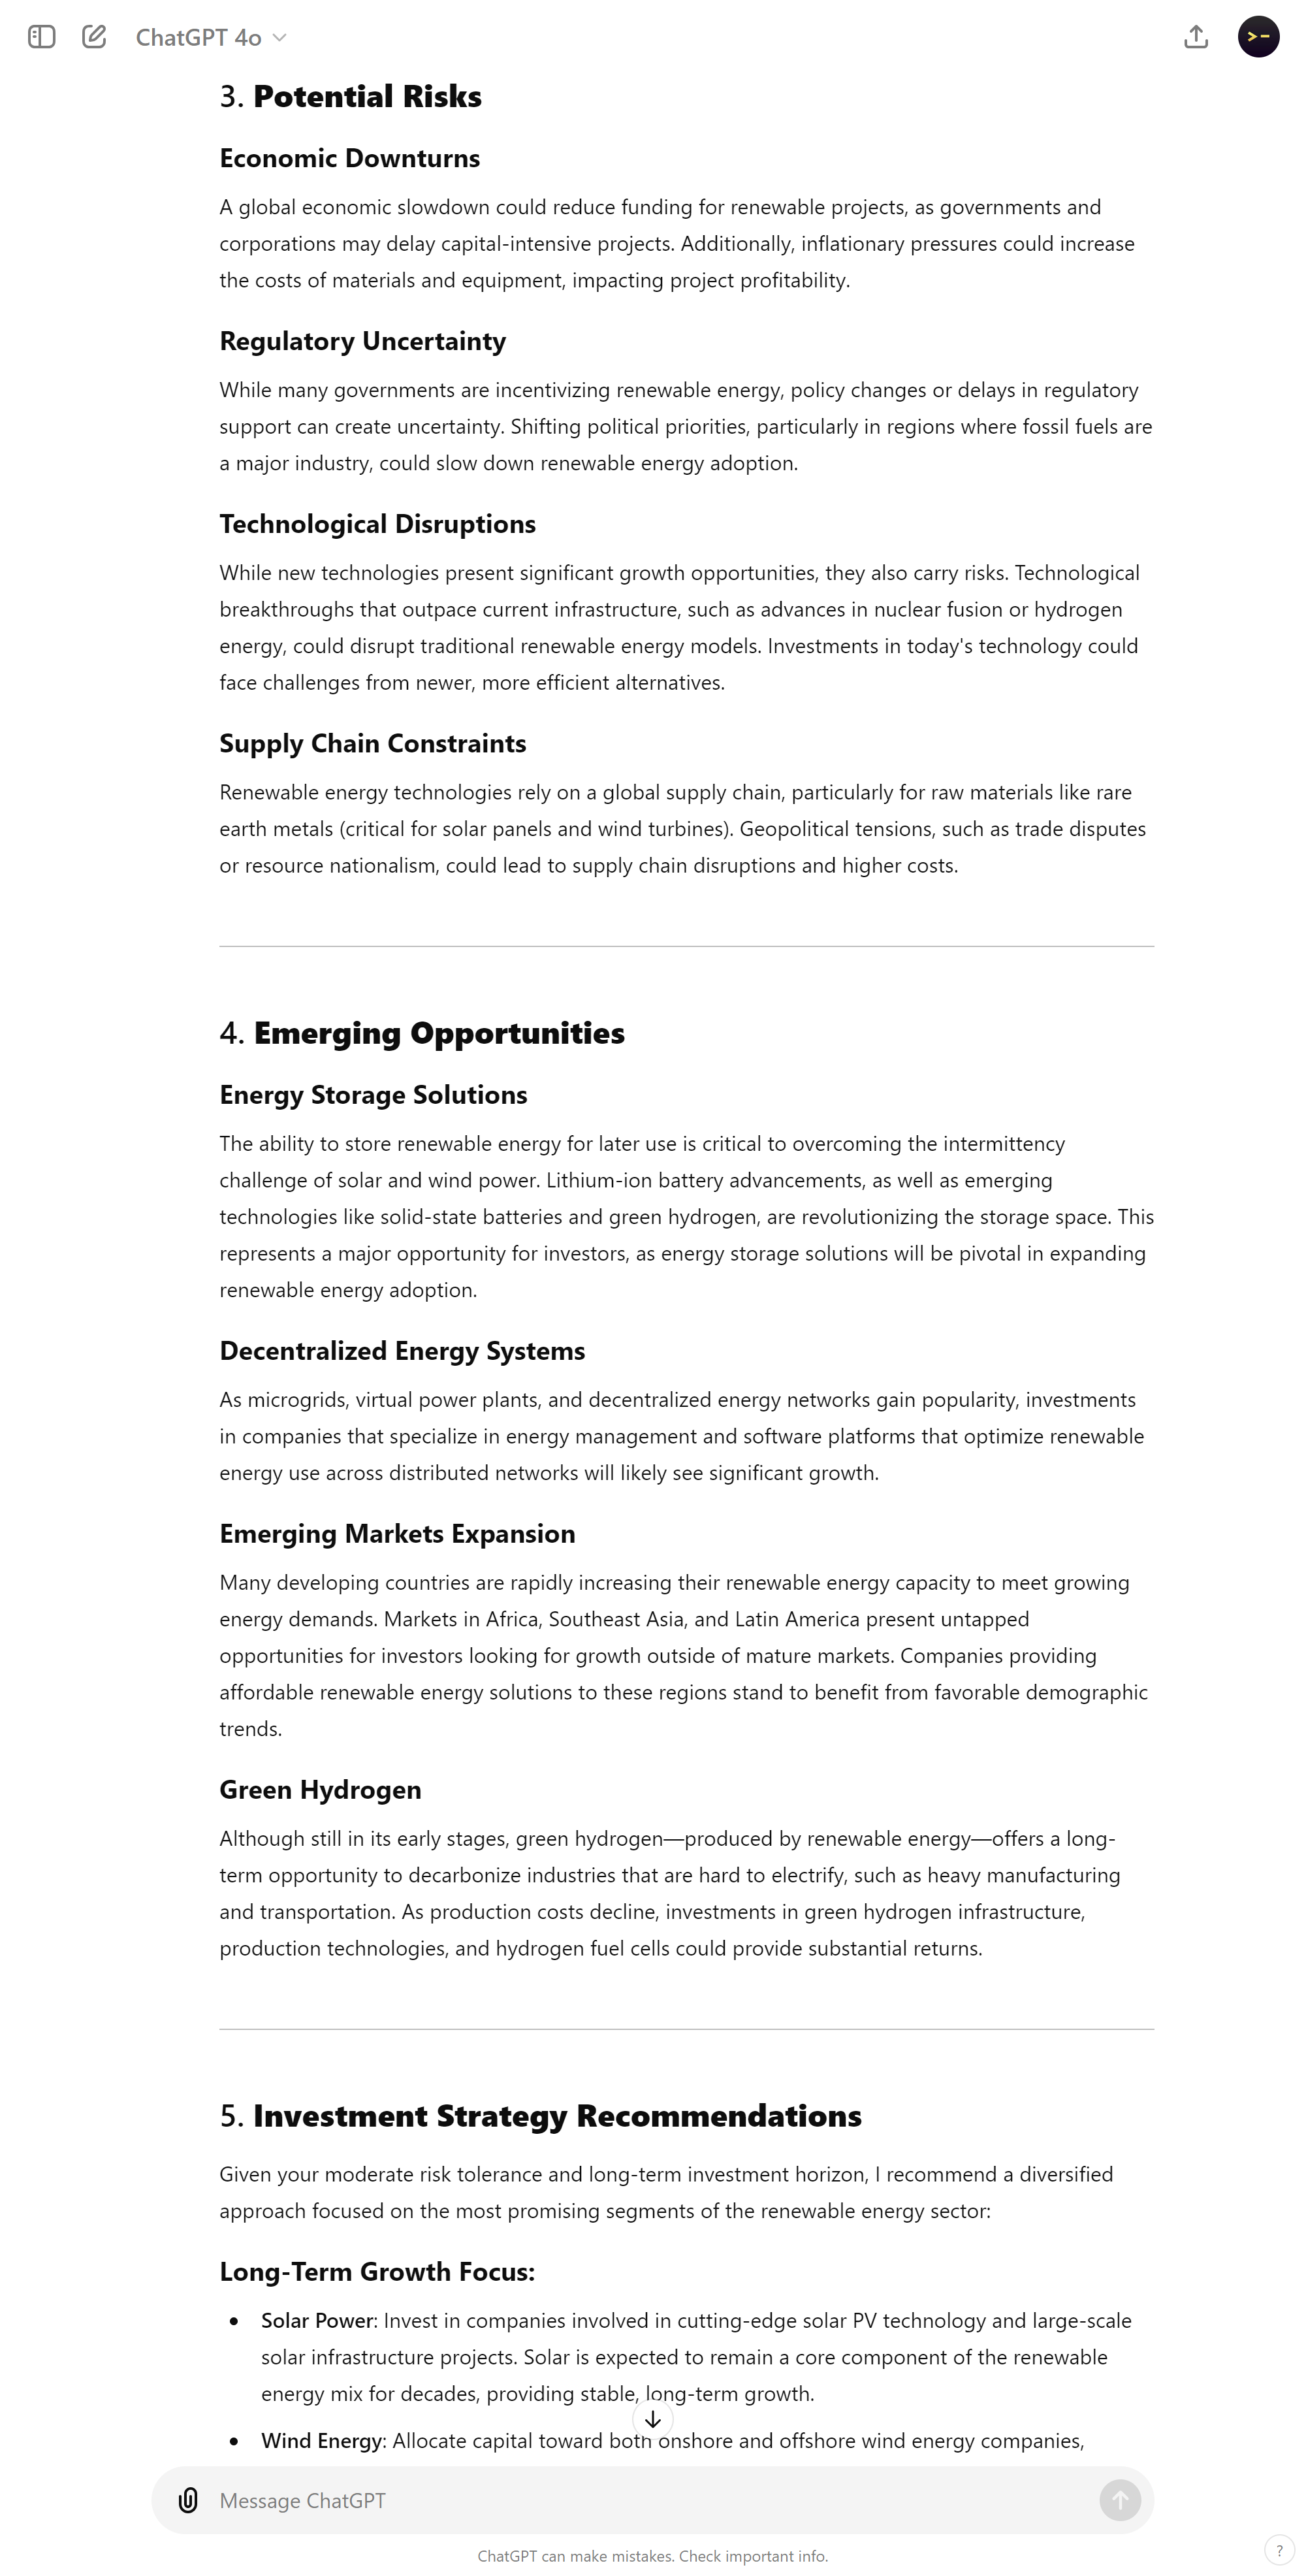 ChatGPT 4o
3. Potential Risks
Economic Downturns
A global economic slowdown could reduce funding for renewable projects, as governments and
corporations may delay capital-intensive projects. Additionally, inflationary pressures could increase
the costs of materials and equipment, impacting project profitability.
Regulatory Uncertainty
While many governments are incentivizing renewable energy, policy changes or delays in regulatory
support can create uncertainty. Shifting political priorities, particularly in regions where fossil fuels are
a major industry, could slow down renewable energy adoption.
Technological Disruptions
While new technologies present significant growth opportunities, they also carry risks. Technological
breakthroughs that outpace current infrastructure, such as advances in nuclear fusion or hydrogen
energy, could disrupt traditional renewable energy models. Investments in today's technology could
face challenges from newer, more efficient alternatives.
Supply Chain Constraints
Renewable energy technologies rely on a global supply chain, particularly for raw materials like rare
earth metals (critical for solar panels and wind turbines). Geopolitical tensions, such as trade disputes
or resource nationalism, could lead to supply chain disruptions and higher costs.
4. Emerging Opportunities
Energy Storage Solutions
The ability to store renewable energy for later use is critical to overcoming the intermittency
challenge of solar and wind power. Lithium-ion battery advancements, as well as emerging
technologies like solid-state batteries and green hydrogen, are revolutionizing the storage space. This
represents a major opportunity for investors, as energy storage solutions will be pivotal in expanding
renewable energy adoption.
Decentralized Energy Systems
As microgrids, virtual power plants, and decentralized energy networks gain popularity, investments
in companies that specialize in energy management and software platforms that optimize renewable
energy use across distributed networks will likely see significant growth.
Emerging Markets Expansion
Many developing countries are rapidly increasing their renewable energy capacity to meet growing
energy demands. Markets in Africa, Southeast Asia, and Latin America present untapped
opportunities for investors looking for growth outside of mature markets. Companies providing
affordable renewable energy solutions to these regions stand to benefit from favorable demographic
trends.
Green Hydrogen
Although still in its early stages, green hydrogen—produced by renewable energy—offers a long-
term opportunity to decarbonize industries that are hard to electrify, such as heavy manufacturing
and transportation. As production costs decline, investments in green hydrogen infrastructure,
production technologies, and hydrogen fuel cells could provide substantial returns.
5. Investment Strategy Recommendations
Given your moderate risk tolerance and long-term investment horizon, I recommend a diversified
approach focused on the most promising segments of the renewable energy sector:
Long-Term Growth Focus:
• Solar Power: Invest in companies involved in cutting-edge solar PV technology and large-scale
solar infrastructure projects. Solar is expected to remain a core component of the renewable
energy mix for decades, providing stable, long-term growth.
• Wind Energy: Allocate capital toward both onshore and offshore wind energy companies,
Message ChatGPT
ChatGPT can make mistakes. Check important info.
?